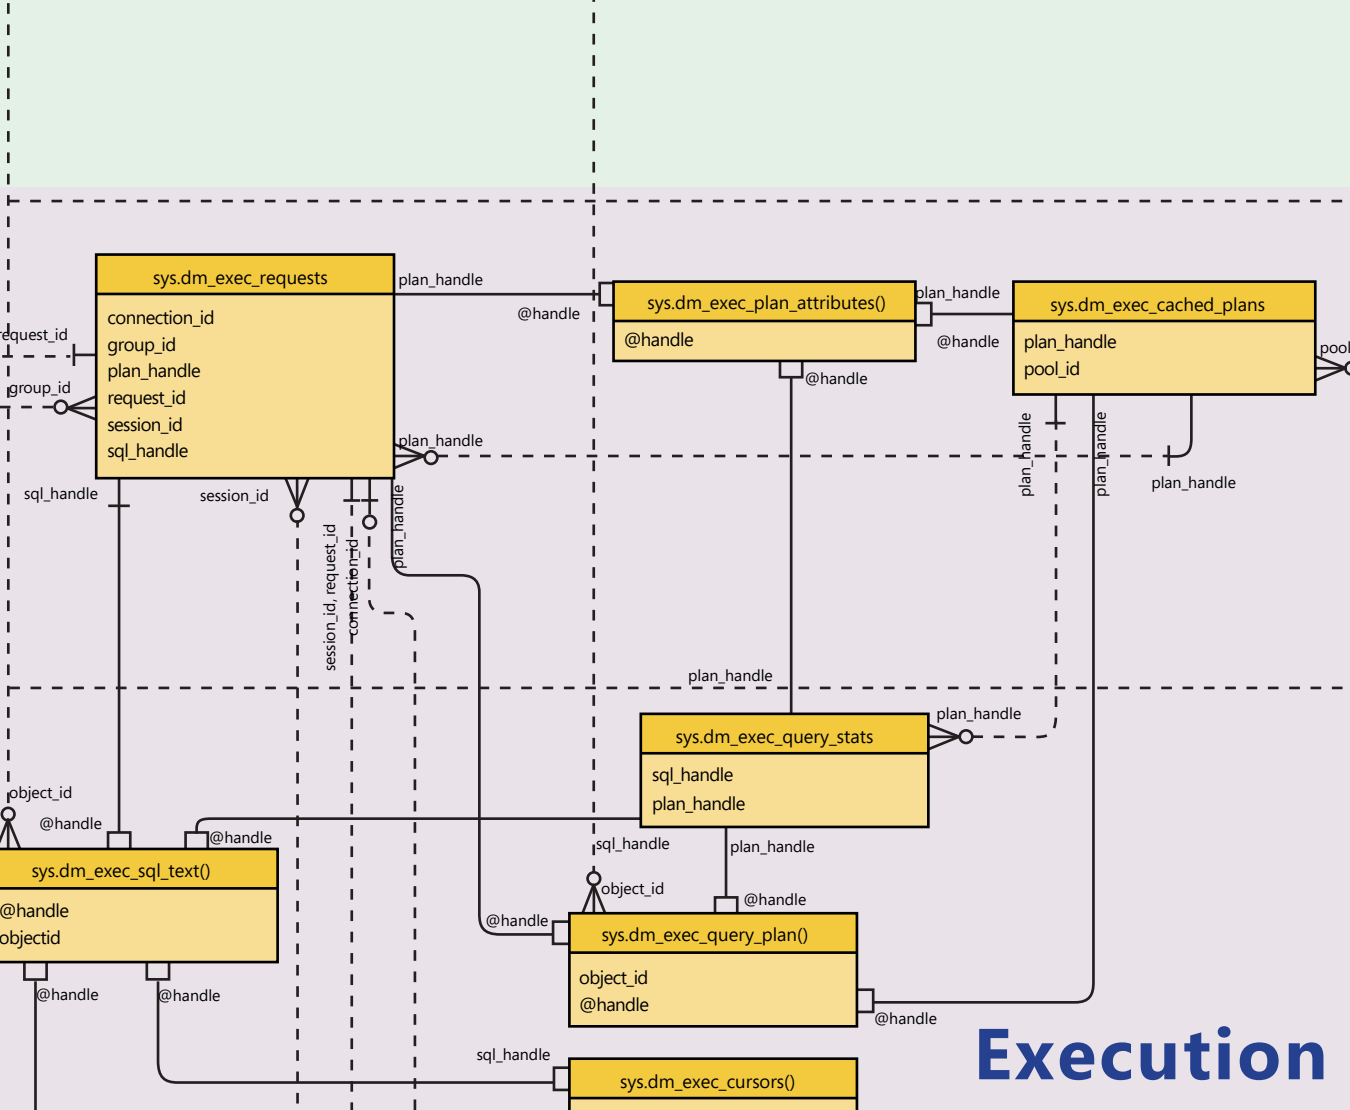 sys.dm_exec_requests
connection_id
group_id
plan_handle
request_id
session_id
sql_handle
request_id
group_id
plan_handle
@handle
sys.dm_exec_plan_attributes()
@handle
@handle
plan_handle
@handle
sys.dm_exec_cached_plans
plan_handle
pool_id
pool
plan_handle
plan_handle
plan_handle
plan_handle
sql_handle
session_id
session_id, request_id
connection_id
plan_handle
plan_handle
sys.dm_exec_query_stats
sql_handle
plan_handle
plan_handle
object_id
@handle
@handle
sql_handle
plan_handle
sys.dm_exec_sql_text()
@handle
objectid
@handle
@handle
object_id
@handle
@handle
sys.dm_exec_query_plan()
object_id
@handle
@handle
Execution
sql_handle
sys.dm_exec_cursors()